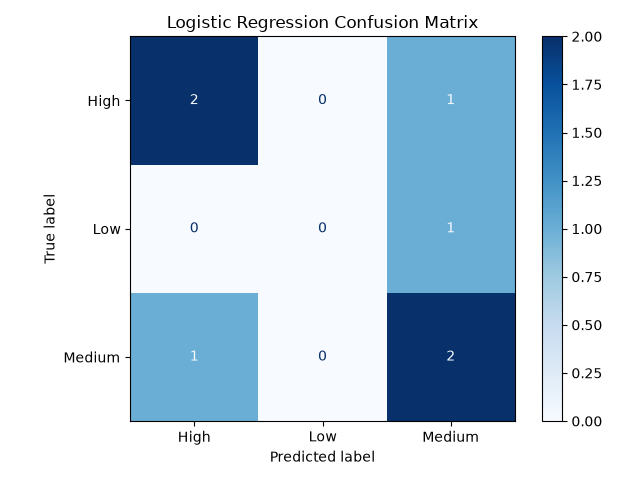 Logistic Regression Confusion Matrix
True label
High
2 0 1
Low
0 0 1
Medium
1 0 2
High Low Medium
Predicted label
2.00
1.75
1.50
1.25
1.00
0.75
0.50
0.25
0.00